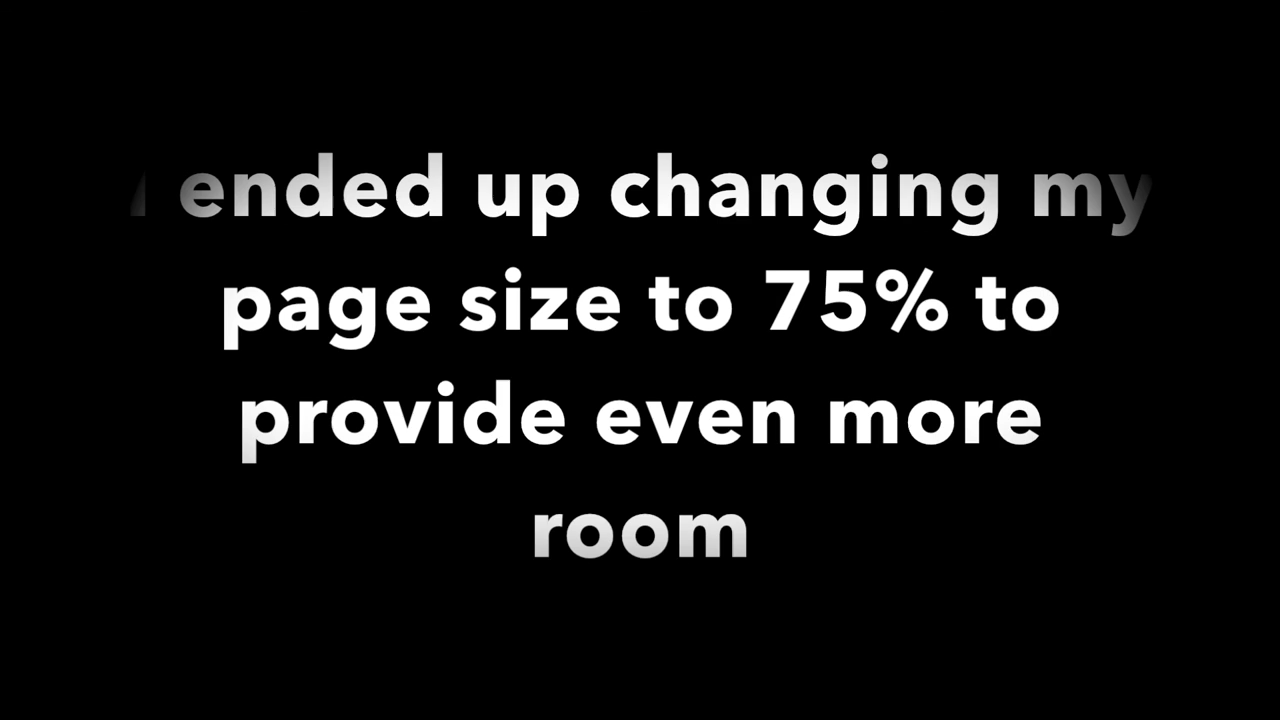 I ended up changing my
page size to 75% to
provide even more
room